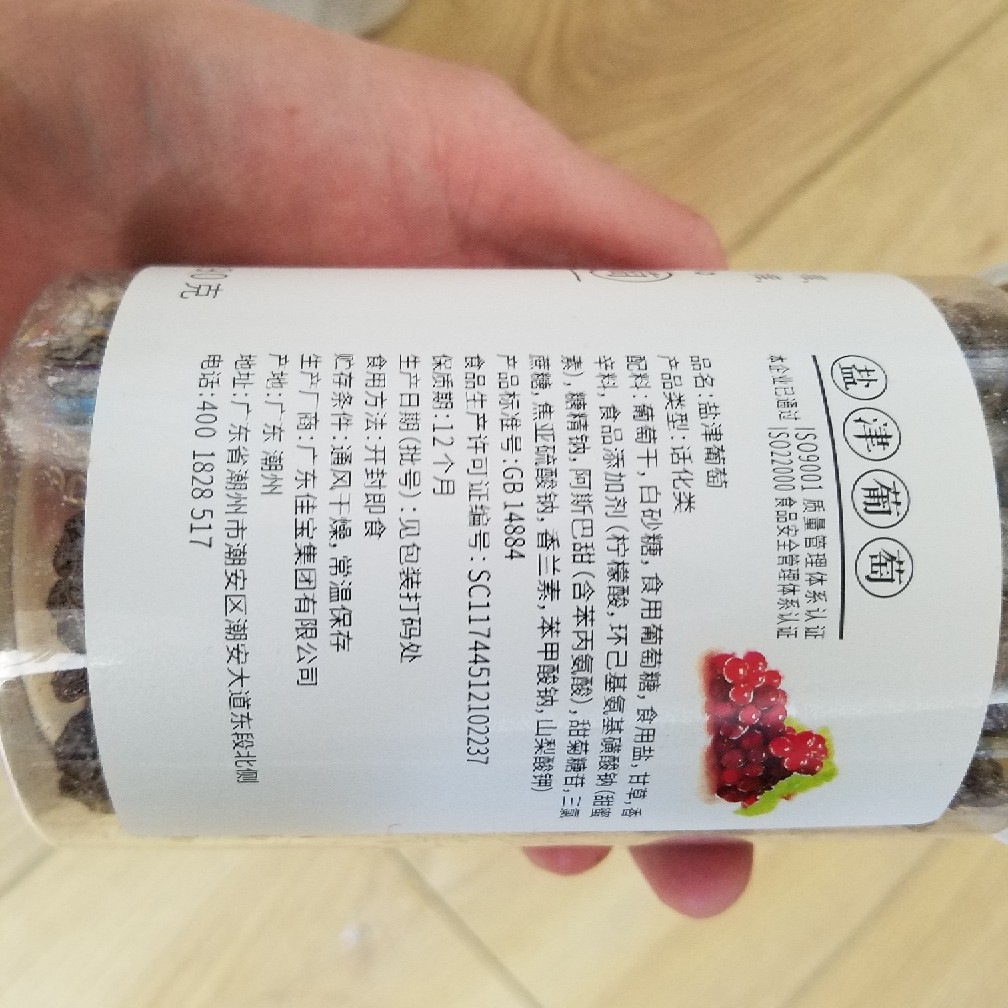 盐津葡萄
本企业已通过 ISO9001 质量管理体系认证
ISO22000 食品安全管理体系认证
品名:盐津葡萄
产品类型:话化类
配料:葡萄干,白砂糖,食用葡萄糖,食用盐,甘草,香
辛料,食品添加剂(柠檬酸,环己基氨基磺酸钠(甜蜜
素),糖精钠,阿斯巴甜(含苯丙氨酸),甜菊糖苷,三氯
蔗糖,焦亚硫酸钠,香兰素,苯甲酸钠,山梨酸钾)
产品标准号:GB 14884
食品生产许可证编号:SC11744512102237
保质期:12个月
生产日期(批号):见包装打码处
食用方法:开封即食
贮存条件:通风干燥,常温保存
生产厂商:广东佳宝集团有限公司
产地:广东 潮州
地址:广东省潮州市潮安区潮安大道东段北侧
电话:400 1828 517
萄
克